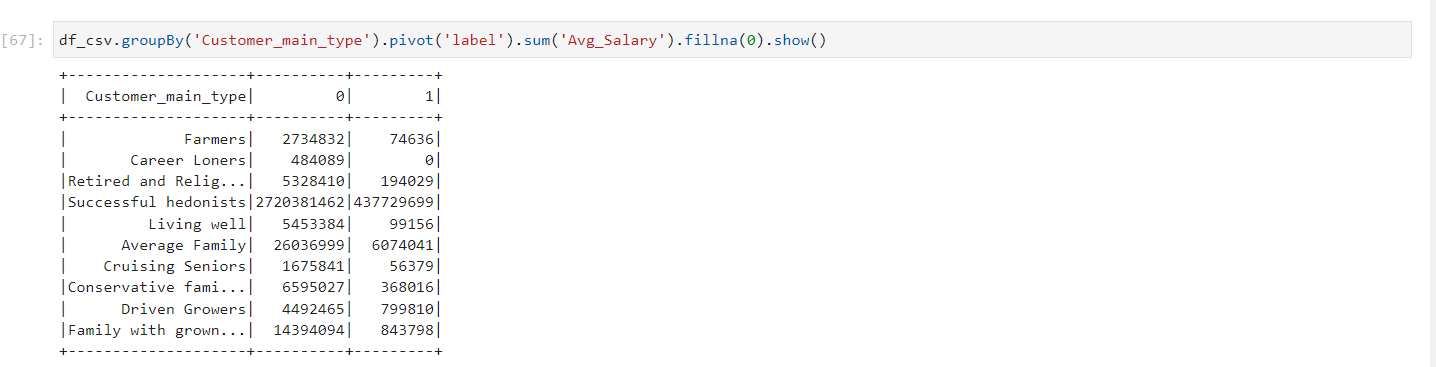 [67]: df_csv.groupBy('Customer_main_type').pivot('label').sum('Avg_Salary').fillna(0).show()
+--------------------+----------+---------+
|  Customer_main_type|         0|        1|
+--------------------+----------+---------+
|             Farmers|   2734832|    74636|
|       Career Loners|    484089|        0|
|Retired and Relig...|   5328410|   194029|
|Successful hedonists|2720381462|437729699|
|         Living well|   5453384|    99156|
|      Average Family|  26036999|  6074041|
|    Cruising Seniors|   1675841|    56379|
|Conservative fami...|   6595027|   368016|
|      Driven Growers|   4492465|   799810|
|Family with grown...|  14394094|   843798|
+--------------------+----------+---------+